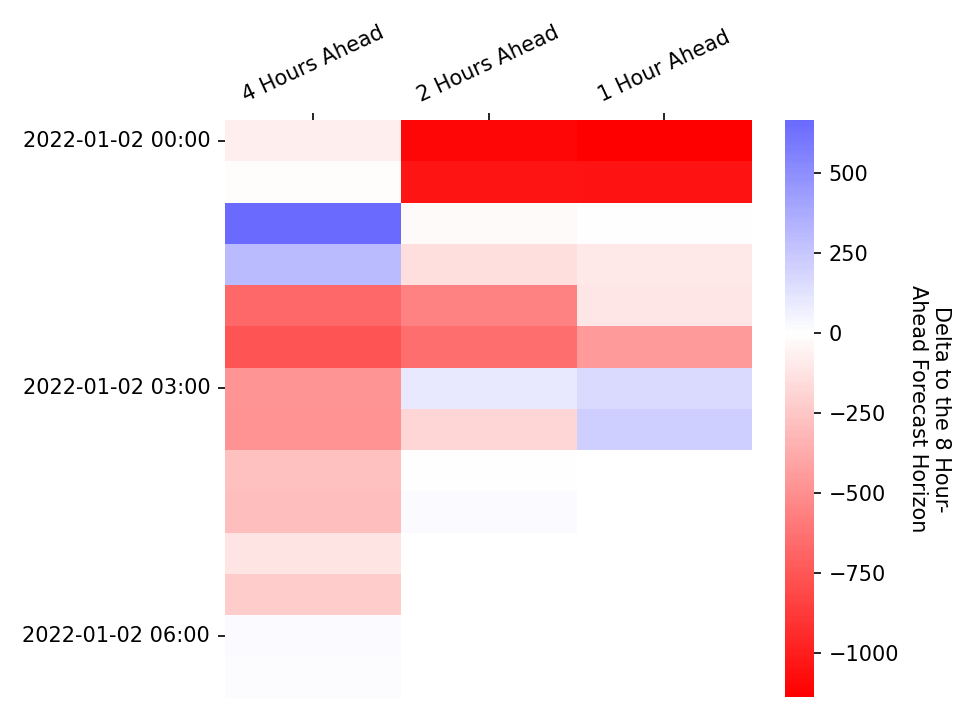 4 Hours Ahead
2 Hours Ahead
1 Hour Ahead
2022-01-02 00:00
2022-01-02 03:00
2022-01-02 06:00
500
250
0
−250
−500
−750
−1000
Delta to the 8 Hour-
Ahead Forecast Horizon